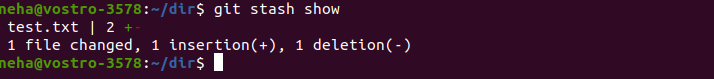 neha@vostro-3578:~/dir$ git stash show
test.txt | 2 +-
1 file changed, 1 insertion(+), 1 deletion(-)
neha@vostro-3578:~/dir$